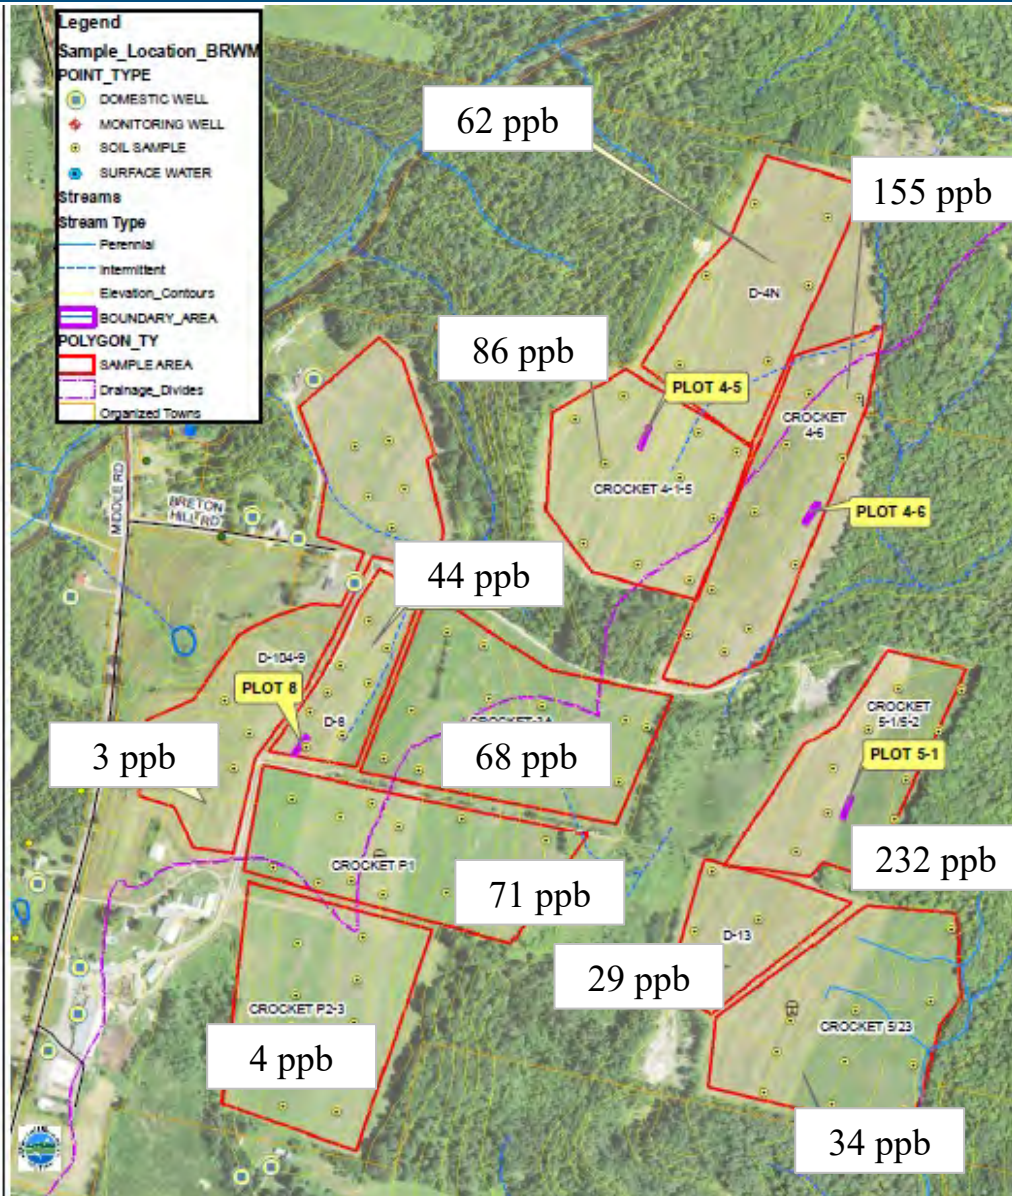 Legend
Sample_Location_BRWM
POINT_TYPE
DOMESTIC WELL
MONITORING WELL
SOIL SAMPLE
SURFACE WATER
Streams
Stream Type
Perennial
Intermittent
Elevation_Contours
BOUNDARY_AREA
POLYGON_TY
SAMPLE AREA
Drainage_Divides
Organized Towns
62 ppb
155 ppb
D-4N
86 ppb
PLOT 4-5
CROCKET
4-6
CROCKET 4-1-5
PLOT 4-6
MIDDLE RD
BRETON
HILL RD
44 ppb
D-104-9
PLOT 8
D-8
CROCKET-3A
CROCKET
5-1/5-2
3 ppb
68 ppb
PLOT 5-1
CROCKET P1
232 ppb
71 ppb
D-13
29 ppb
CROCKET P2-3
CROCKET 5/23
4 ppb
34 ppb